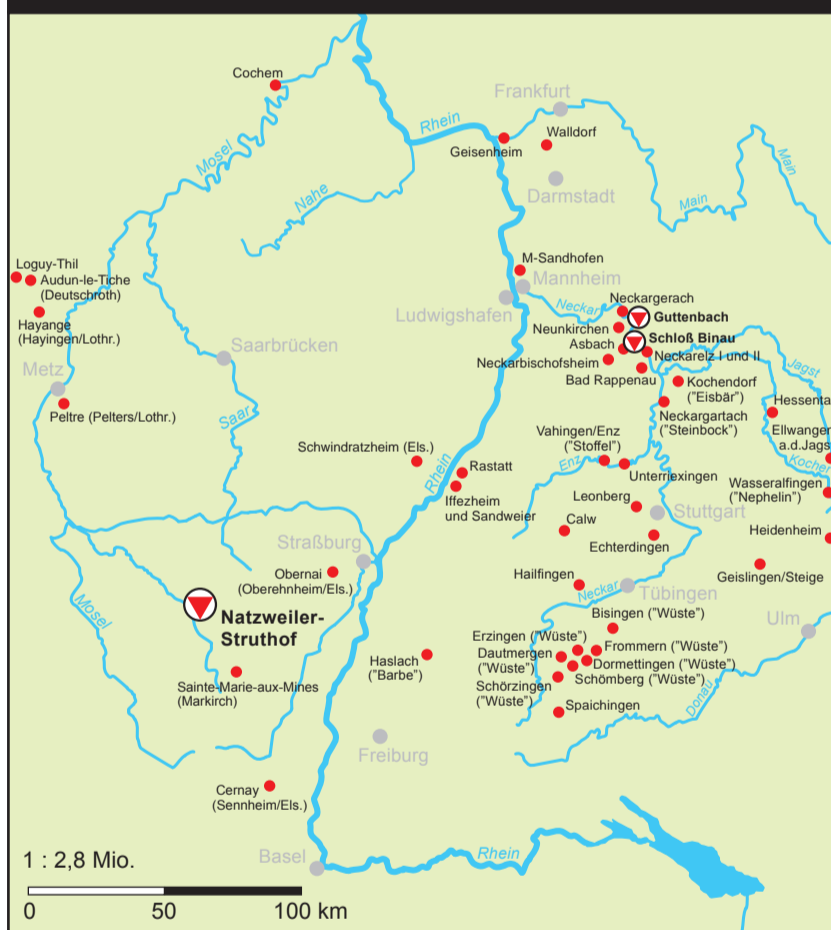 Cochem
Frankfurt
Rhein
Walldorf
Geisenheim
Main
Mosel
Nahe
Darmstadt
Main
M-Sandhofen
Loguy-Thil
Audun-le-Tiche
(Deutschroth)
Mannheim
Neckar
Neckargerach
Ludwigshafen
Guttenbach
Hayange
(Hayingen/Lothr.)
Neunkirchen
Schloß Binau
Asbach
Saarbrücken
Neckarbischofsheim
Neckarelz I und II
Metz
Bad Rappenau
Jagst
Kochendorf
("Eisbär")
Peltre (Pelters/Lothr.)
Saar
Neckargartach
("Steinbock")
Hessenta
Ellwangen
a.d.Jags
Vahingen/Enz
("Stoffel")
Schwindratzheim (Els.)
Rhein
Rastatt
Enz
Kocher
Unterriexingen
Wasseralfingen
("Nephelin")
Iffezheim
und Sandweier
Leonberg
Stuttgart
Calw
Straßburg
Echterdingen
Heidenheim
Obernai
(Oberehnheim/Els.)
Geislingen/Steige
Hailfingen
Neckar
Tübingen
Mosel
Natzweiler-
Struthof
Bisingen ("Wüste")
Ulm
Erzingen ("Wüste")
Frommern ("Wüste")
Dautmergen
("Wüste")
Dormettingen ("Wüste")
Haslach
("Barbe")
Schömberg ("Wüste")
Sainte-Marie-aux-Mines
(Markirch)
Schörzingen
("Wüste")
Donau
Spaichingen
Freiburg
Cernay
(Sennheim/Els.)
Basel
Rhein
1 : 2,8 Mio.
0 50 100 km